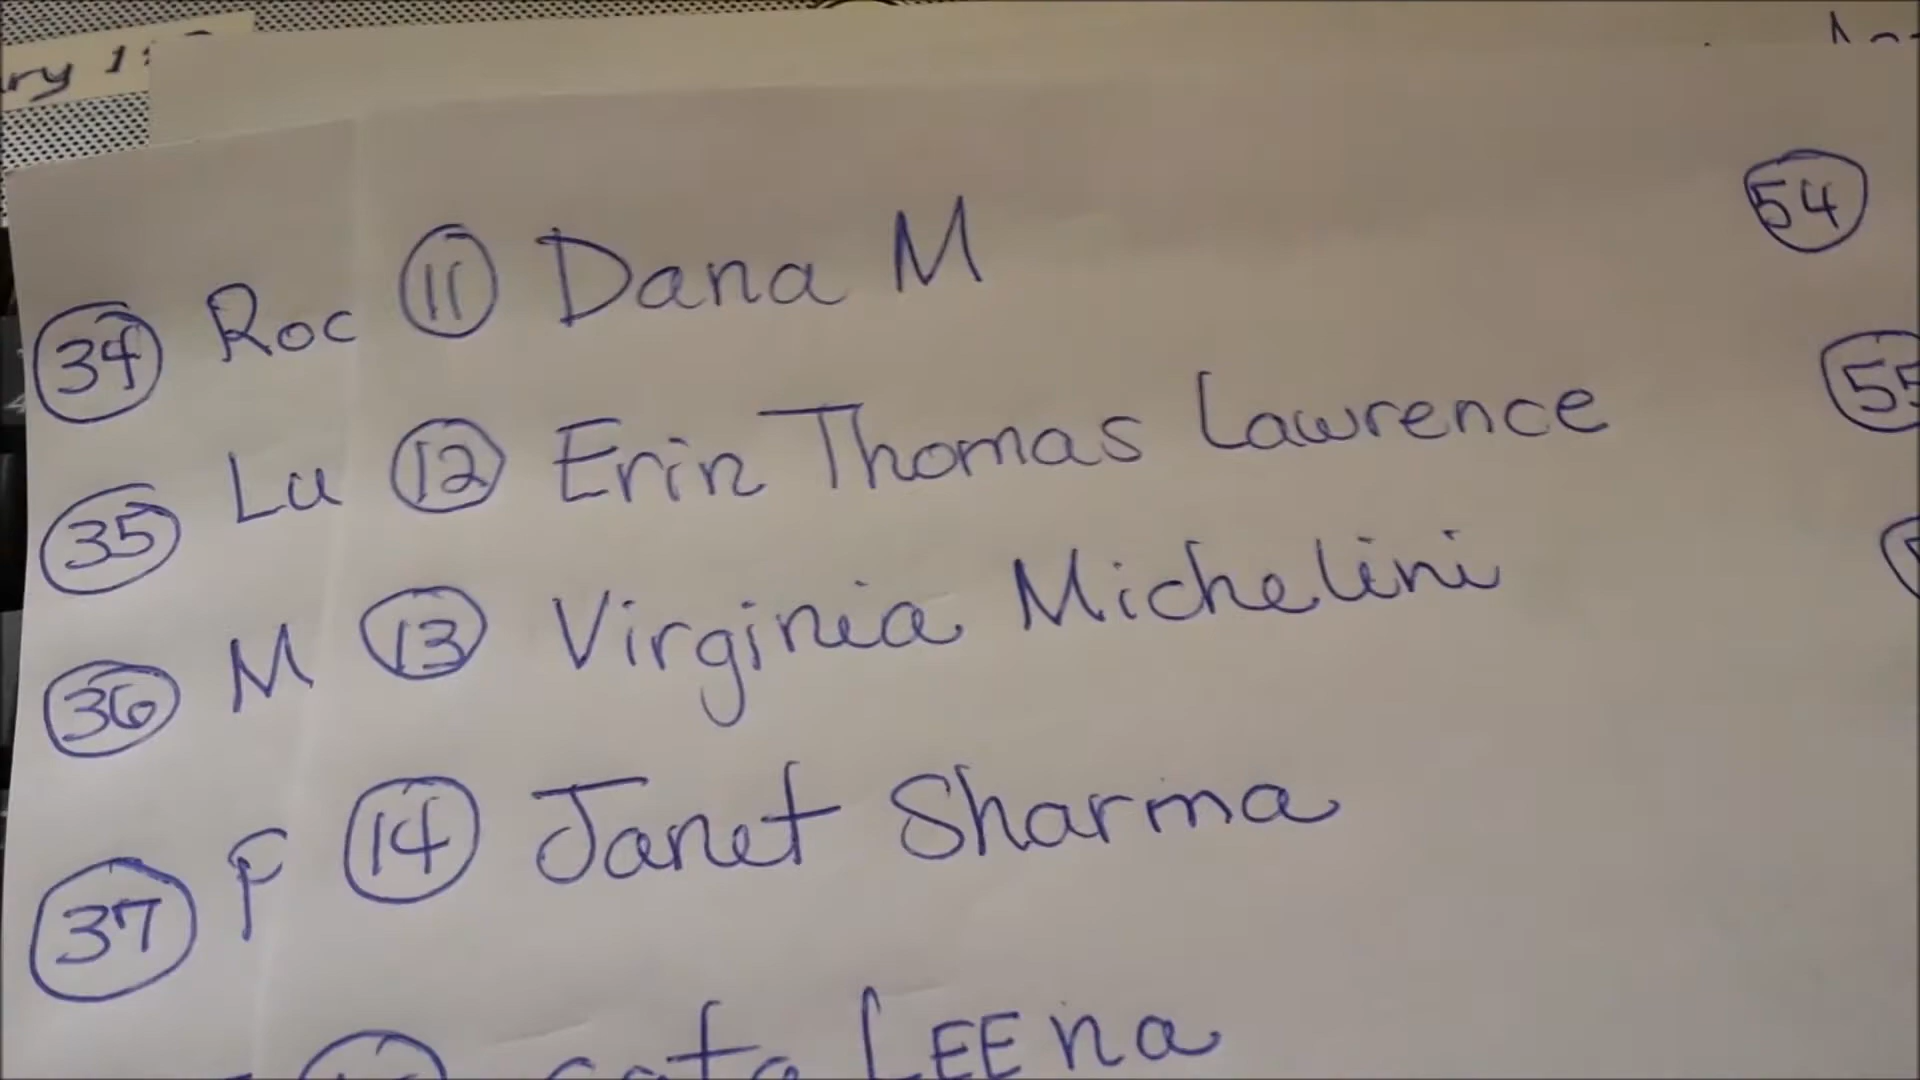 ry
54
34 Roc 11 Dana M
55
35 Lu 12 Erin Thomas Lawrence
36 M 13 Virginia Michelini
37 F 14 Janet Sharma
LEEna